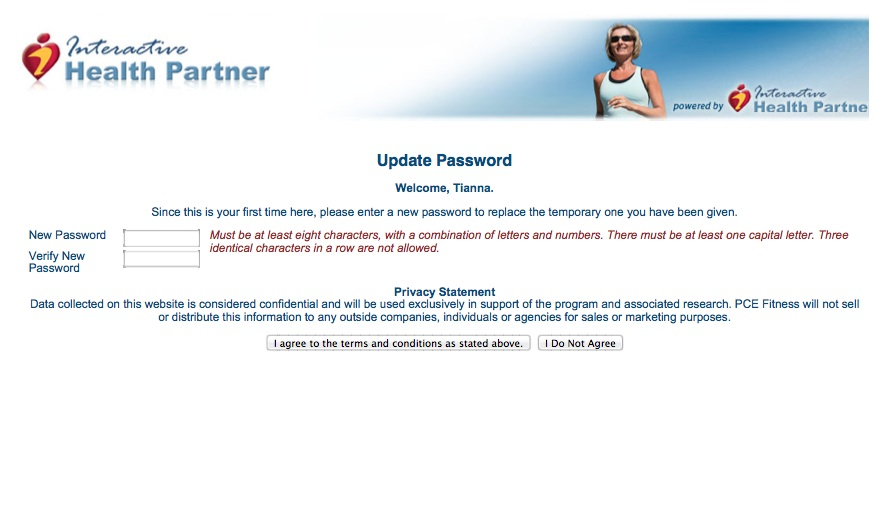 Interactive
Health Partner
powered by
Interactive
Health Partne
Update Password
Welcome, Tianna.
Since this is your first time here, please enter a new password to replace the temporary one you have been given.
New Password
Must be at least eight characters, with a combination of letters and numbers. There must be at least one capital letter. Three
identical characters in a row are not allowed.
Verify New
Password
Privacy Statement
Data collected on this website is considered confidential and will be used exclusively in support of the program and associated research. PCE Fitness will not sell
or distribute this information to any outside companies, individuals or agencies for sales or marketing purposes.
I agree to the terms and conditions as stated above.
I Do Not Agree